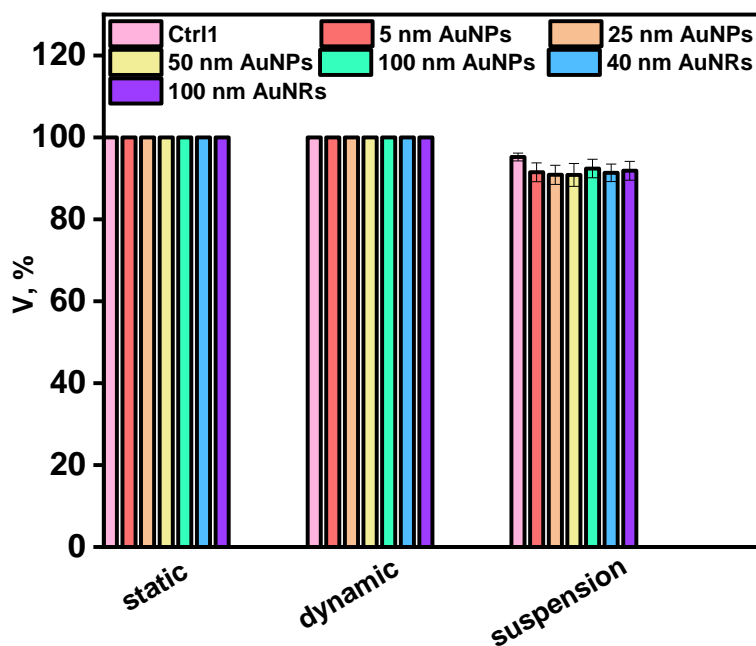 Ctrl1 5 nm AuNPs 25 nm AuNPs
50 nm AuNPs 100 nm AuNPs 40 nm AuNRs
100 nm AuNRs
120
100
80
60
40
20
0
V, %
static dynamic suspension